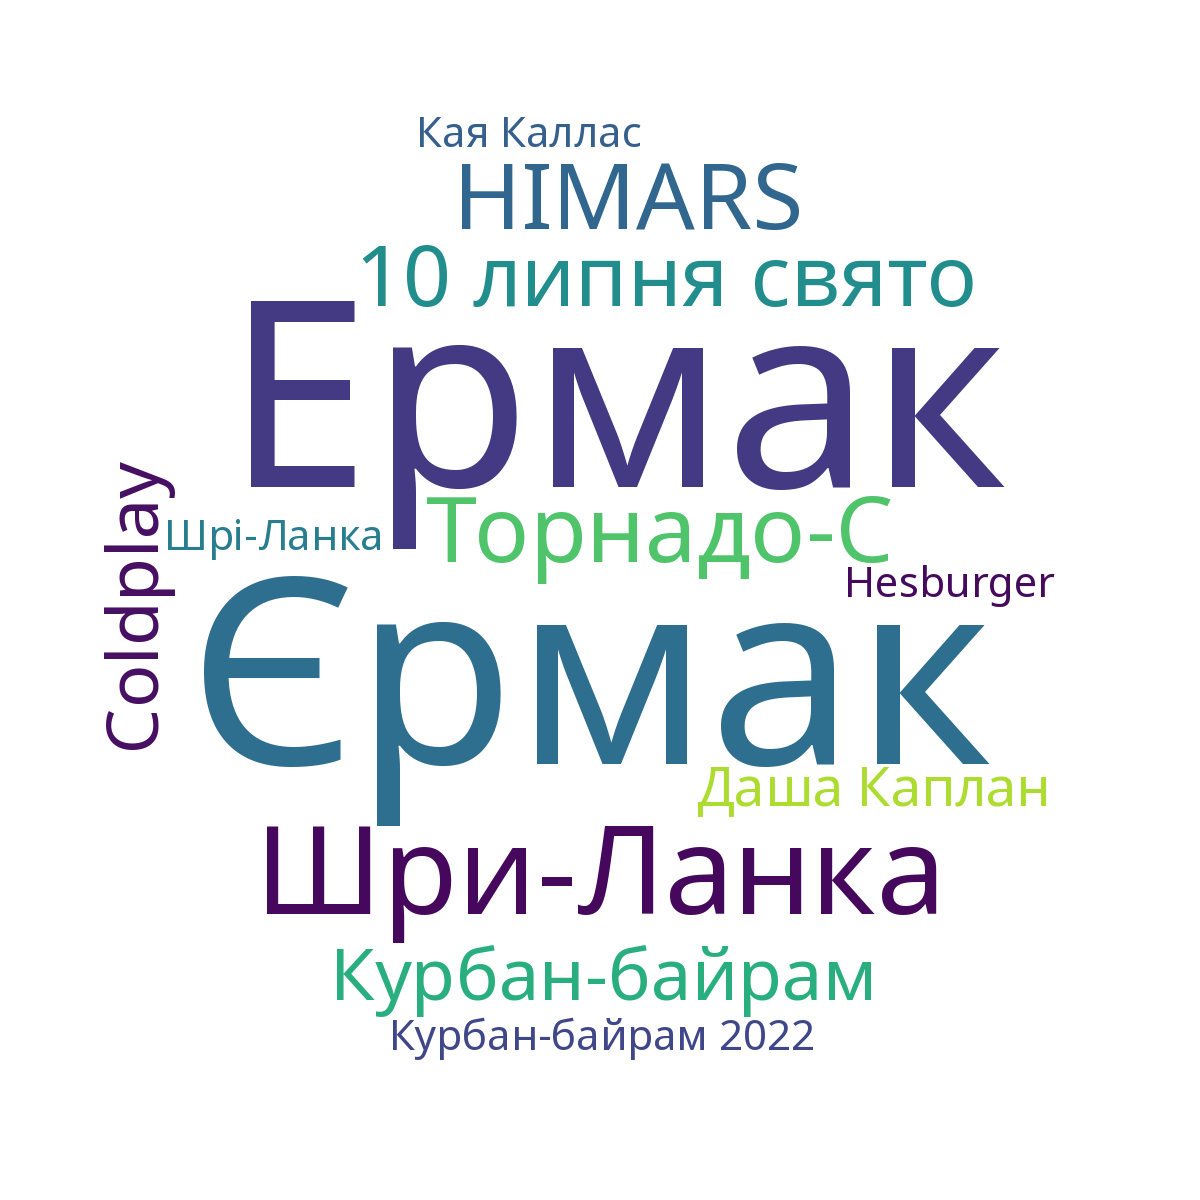 Кая Каллас
HIMARS
10 липня свято
Ермак
Coldplay
Шрі-Ланка
Торнадо-С
Hesburger
Єрмак
Даша Каплан
Шри-Ланка
Курбан-байрам
Курбан-байрам 2022